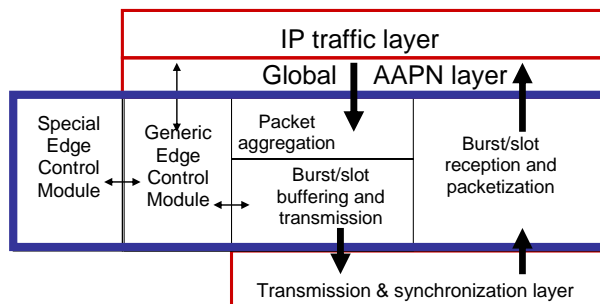 IP traffic layer
Global AAPN layer
Special
Edge
Control
Module
Generic
Edge
Control
Module
Packet
aggregation
Burst/slot
buffering and
transmission
Burst/slot
reception and
packetization
Transmission & synchronization layer